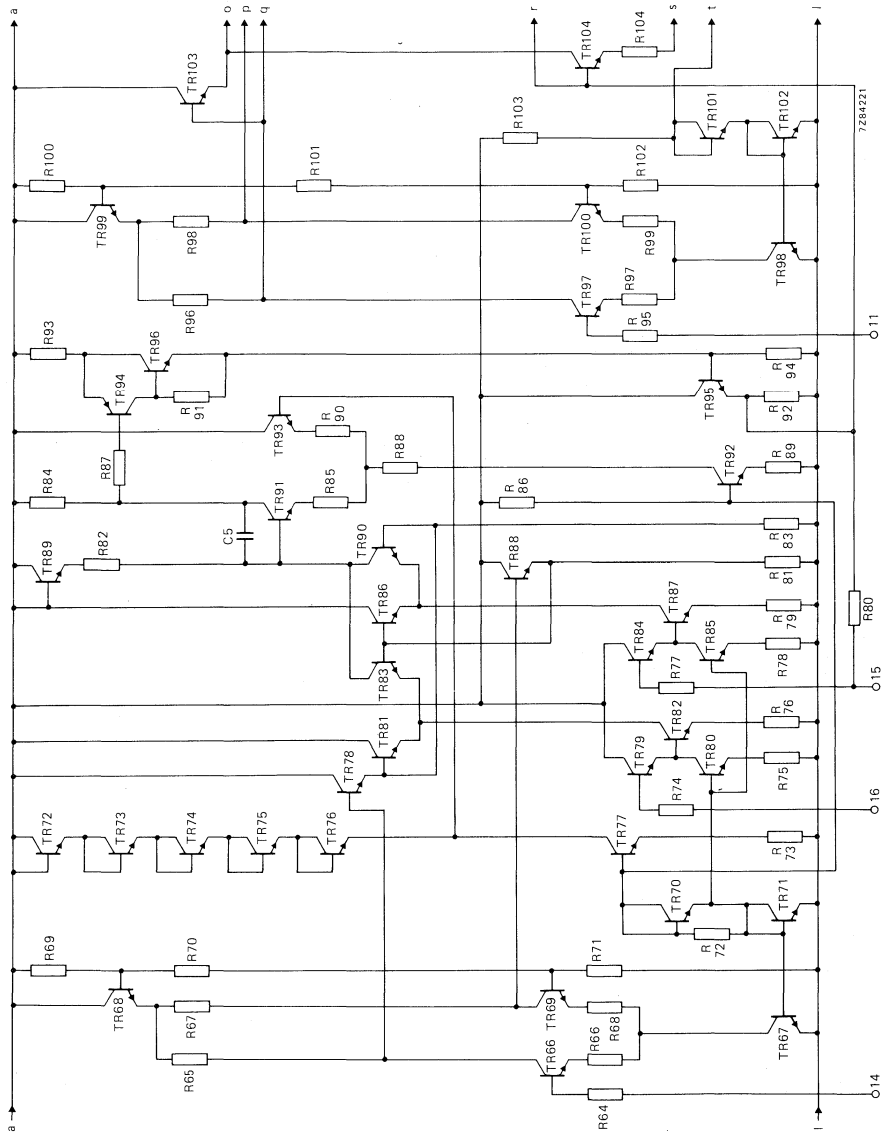 a
o
p
q
r
s
t
l
TR103
TR104
R104
R103
TR101
TR102
7Z84221
R100
R101
R102
TR99
R98
TR100
R99
TR98
R96
TR97
R97
R
95
11
R93
TR96
TR94
R
91
R
94
TR95
R
92
R87
TR93
R
90
R88
R84
TR91
R85
R
86
TR92
R
89
C5
TR89
R82
TR90
R
83
TR86
TR88
R
81
TR87
R
79
R80
TR83
TR84
TR85
R77
R78
15
TR81
TR82
R
76
TR78
TR79
TR80
R74
R75
16
TR72
TR73
TR74
TR75
TR76
TR77
R
73
TR70
TR71
R
72
R69
R70
R71
TR68
R67
TR69
R68
TR67
R65
TR66
R66
R64
14
a
l